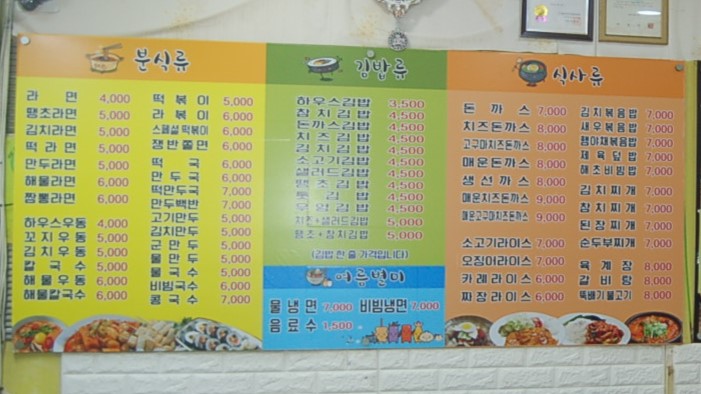 분식류
라면 4,000
땡초라면 5,000
김치라면 5,000
떡라면 5,000
만두라면 5,000
해물라면 6,000
짬뽕라면 6,000
하우스우동 4,000
꼬지우동 5,000
김치우동 5,000
칼국수 5,000
해물우동 6,000
해물칼국수 6,000
떡볶이 5,000
라볶이 6,000
스페셜떡볶이 6,000
쟁반쫄면 6,000
떡국 6,000
만두국 6,000
떡만두국 7,000
만두백반 7,000
고기만두 5,000
김치만두 5,000
군만두 5,000
물만두 5,000
물국수 5,000
비빔국수 6,000
콩국수 7,000
김밥류
하우스김밥 3,500
참치김밥 4,500
돈까스김밥 4,500
치즈김밥 4,500
김치김밥 4,500
소고기김밥 4,500
샐러드김밥 4,500
땡초김밥 4,500
김밥 4,500
김밥 4,500
치즈+샐러드김밥 5,000
땡초+참치김밥 5,000
(김밥 한 줄 가격입니다)
여름별미
물냉면 7,000 비빔냉면 7,000
음료수 1,500
식사류
돈까스 7,000
치즈돈까스 8,000
고구마치즈돈까스 8,000
매운돈까스 8,000
생선까스 8,000
매운치즈돈까스 9,000
매운고구마치즈돈까스 9,000
소고기라이스 7,000
오징어라이스 7,000
카레라이스 6,000
짜장라이스 6,000
김치볶음밥 7,000
새우볶음밥 7,000
햄야채볶음밥 7,000
제육덮밥 7,000
해초비빔밥 7,000
김치찌개 7,000
참치찌개 7,000
된장찌개 7,000
순두부찌개 7,000
육계장 8,000
갈비탕 8,000
뚝배기불고기 8,000